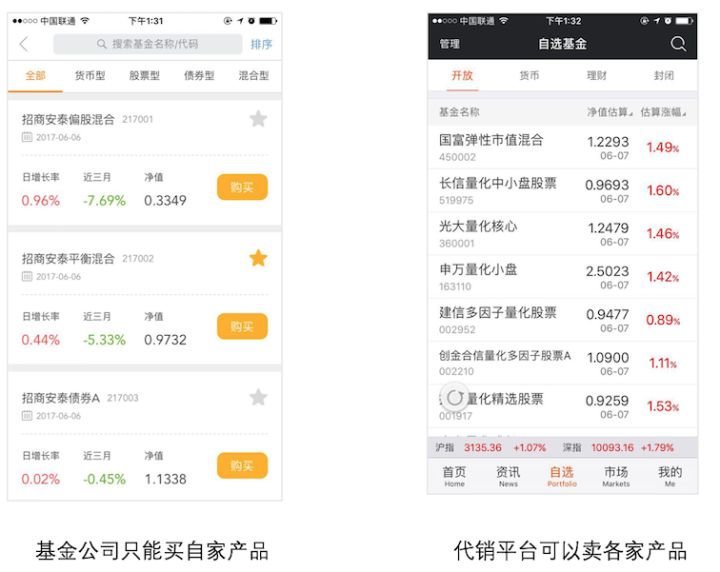 中国联通 下午1:31
搜索基金名称/代码 排序
全部 货币型 股票型 债券型 混合型
招商安泰偏股混合 217001
2017-06-06
日增长率 近三月 净值
0.96% -7.69% 0.3349 购买
招商安泰平衡混合 217002
2017-06-06
日增长率 近三月 净值
0.44% -5.33% 0.9732 购买
招商安泰债券A 217003
2017-06-06
日增长率 近三月 净值
0.02% -0.45% 1.1338 购买
基金公司只能买自家产品
中国联通 下午1:32
管理 自选基金
开放 货币 理财 封闭
基金名称 净值估算 估算涨幅
国富弹性市值混合 1.2293 1.49%
450002 06-07
长信量化中小盘股票 0.9693 1.60%
519975 06-07
光大量化核心 1.2479 1.46%
360001 06-07
申万量化小盘 2.5023 1.42%
163110 06-07
建信多因子量化股票 0.9477 0.89%
002952 06-07
创金合信量化多因子股票A 1.0900 1.11%
002210 06-07
量化精选股票 0.9259 1.53%
001917 06-07
沪指 3135.36 +1.07% 深指 10093.16 +1.79%
首页 资讯 自选 市场 我的
Home News Portfolio Markets Me
代销平台可以卖各家产品